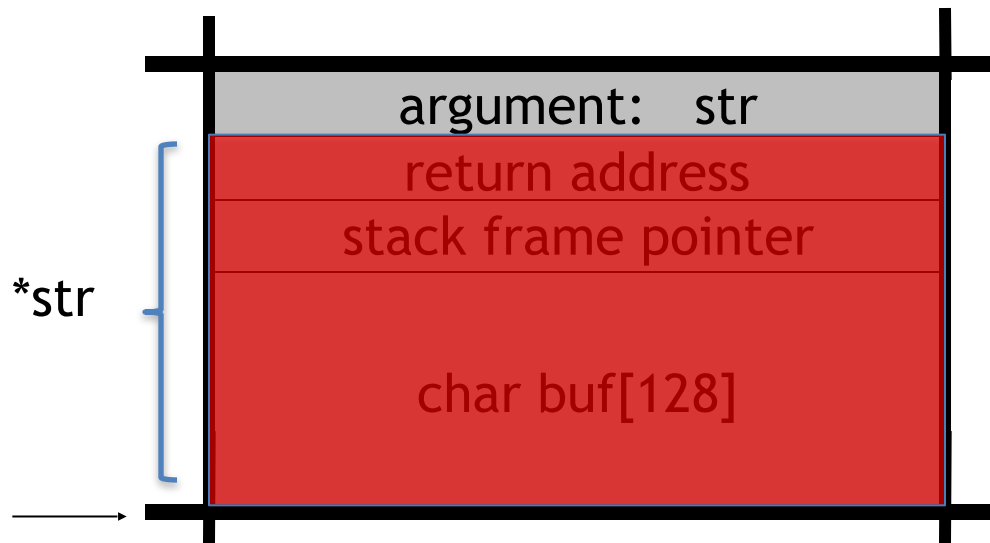 argument: str
return address
stack frame pointer
*str
char buf[128]